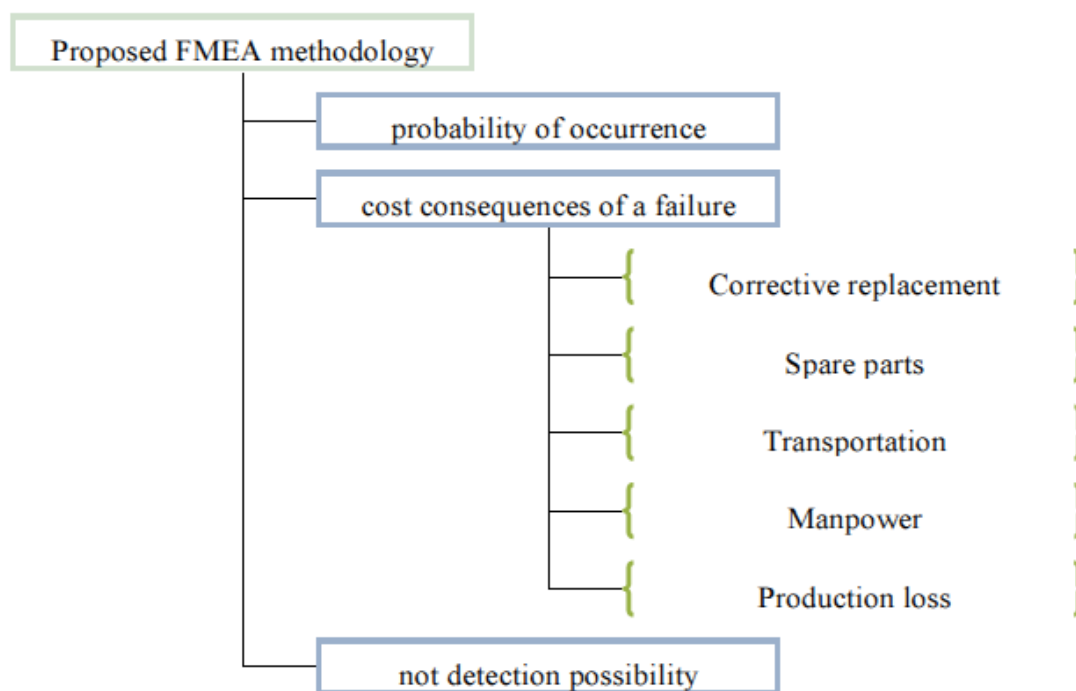 Proposed FMEA methodology
probability of occurrence
cost consequences of a failure
Corrective replacement
Spare parts
Transportation
Manpower
Production loss
not detection possibility